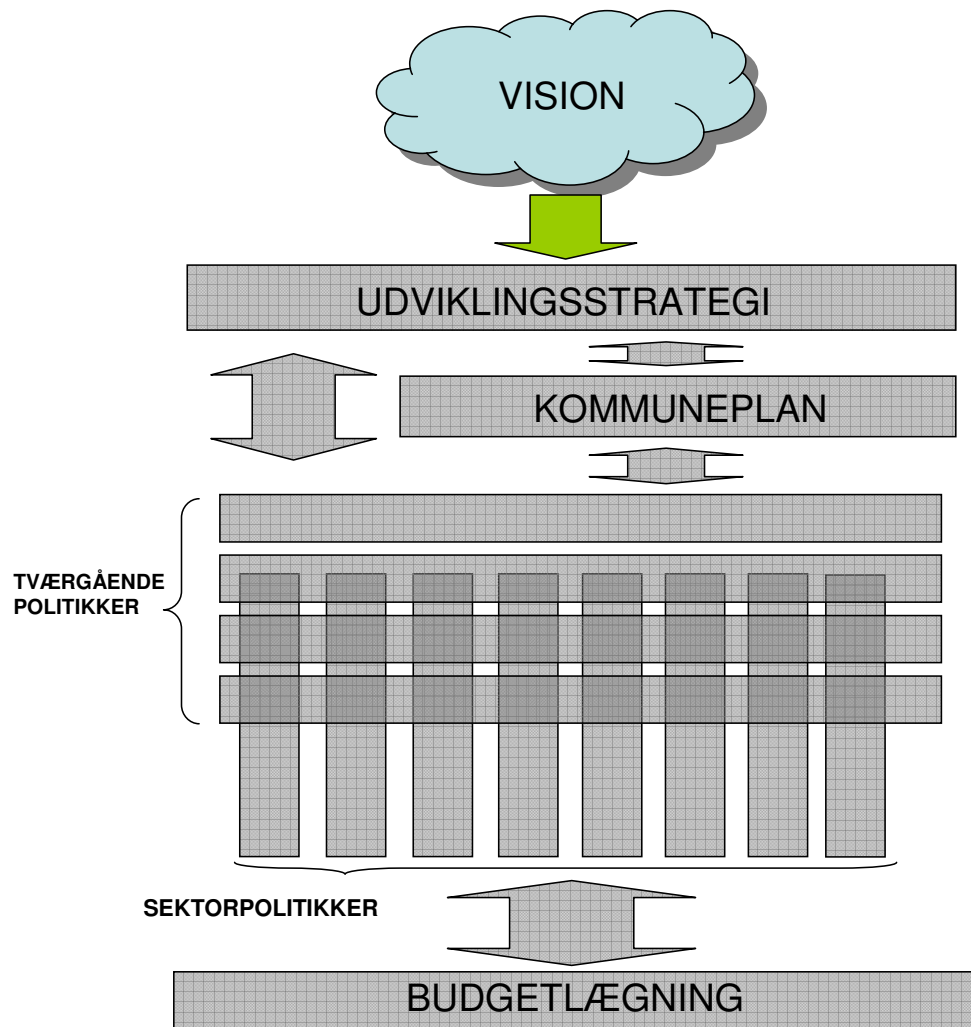 VISION
UDVIKLINGSSTRATEGI
KOMMUNEPLAN
TVÆRGÅENDE
POLITIKKER
SEKTORPOLITIKKER
BUDGETLÆGNING